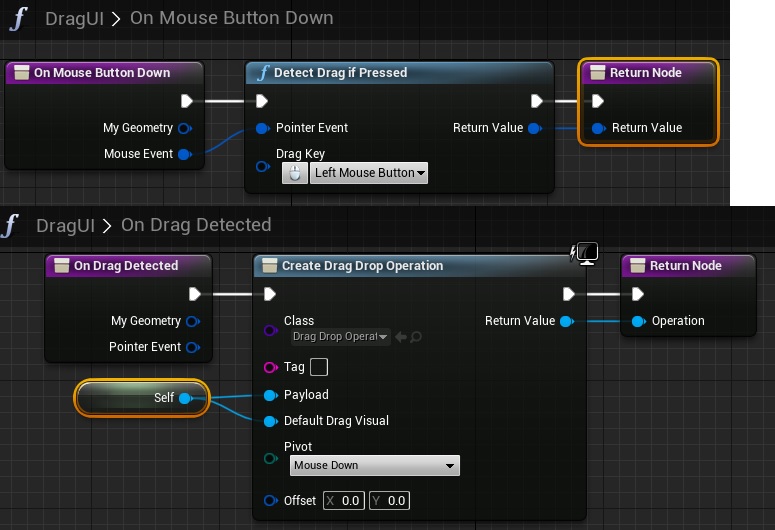 f DragUI > On Mouse Button Down
On Mouse Button Down
f Detect Drag if Pressed
Return Node
My Geometry
Pointer Event
Return Value
Return Value
Mouse Event
Drag Key
Left Mouse Button
f DragUI > On Drag Detected
On Drag Detected
Create Drag Drop Operation
Return Node
My Geometry
Class
Return Value
Operation
Drag Drop Operat
Pointer Event
Tag
Self
Payload
Default Drag Visual
Pivot
Mouse Down
Offset X 0.0 Y 0.0